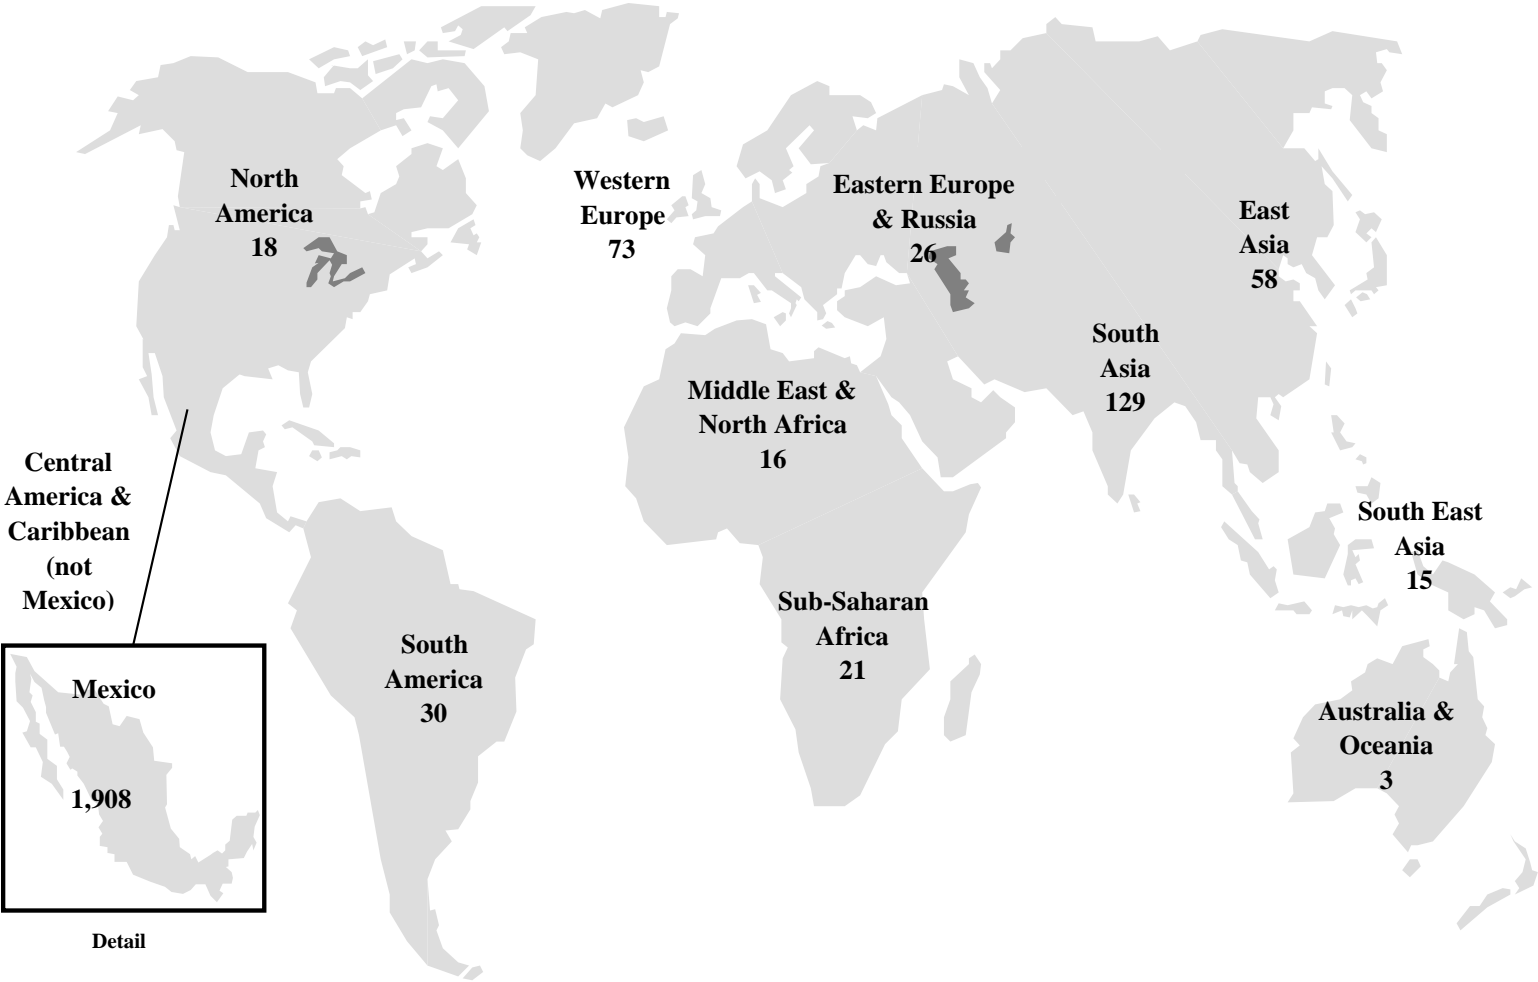 North
America
18
Western
Europe
73
Eastern Europe
& Russia
26
East
Asia
58
South
Asia
129
Middle East &
North Africa
16
Central
America &
Caribbean
(not
Mexico)
South East
Asia
15
Sub-Saharan
Africa
21
South
America
30
Mexico
1,908
Australia &
Oceania
3
Detail